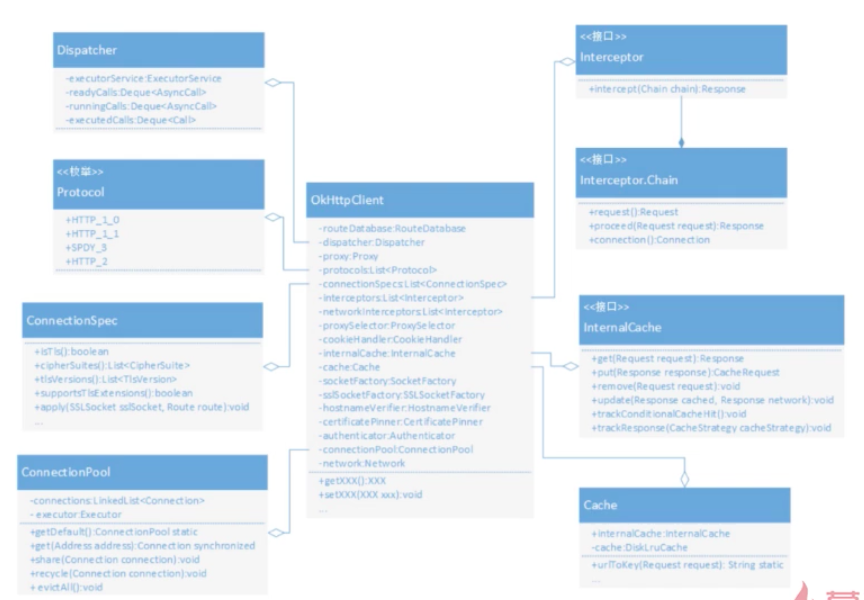 Dispatcher
-executorService:ExecutorService
-readyCalls:Deque<AsyncCall>
-runningCalls:Deque<AsyncCall>
-executedCalls:Deque<Call>
<<枚举>>
Protocol
+HTTP_1_0
+HTTP_1_1
+SPDY_3
+HTTP_2
ConnectionSpec
+isTls():boolean
+cipherSuites():List<CipherSuite>
+tlsVersions():List<TlsVersion>
+supportsTlsExtensions():boolean
+apply(SSLSocket sslSocket, Route route):void
...
ConnectionPool
-connections:LinkedList<Connection>
- executor:Executor
+getDefault():ConnectionPool static
+get(Address address):Connection synchronized
+share(Connection connection):void
+recycle(Connection connection):void
+ evictAll():void
OkHttpClient
-routeDatabase:RouteDatabase
-dispatcher:Dispatcher
-proxy:Proxy
-protocols:List<Protocol>
-connectionSpecs:List<ConnectionSpec>
-interceptors:List<Interceptor>
-networkInterceptors:List<Interceptor>
-proxySelector:ProxySelector
-cookieHandler:CookieHandler
-internalCache:InternalCache
-cache:Cache
-socketFactory:SocketFactory
-sslSocketFactory:SSLSocketFactory
-hostnameVerifier:HostnameVerifier
-certificatePinner:CertificatePinner
-authenticator:Authenticator
-connectionPool:ConnectionPool
-network:Network
+getXXX():XXX
+setXXX(XXX xxx):void
...
<<接口>>
Interceptor
+intercept(Chain chain):Response
<<接口>>
Interceptor.Chain
+request():Request
+proceed(Request request):Response
+connection():Connection
<<接口>>
InternalCache
+get(Request request):Response
+put(Response response):CacheRequest
+remove(Request request):void
+update(Response cached, Response network):void
+trackConditionalCacheHit():void
+trackResponse(CacheStrategy cacheStrategy):void
Cache
+internalCache:InternalCache
-cache:DiskLruCache
+urlToKey(Request request): String static
...